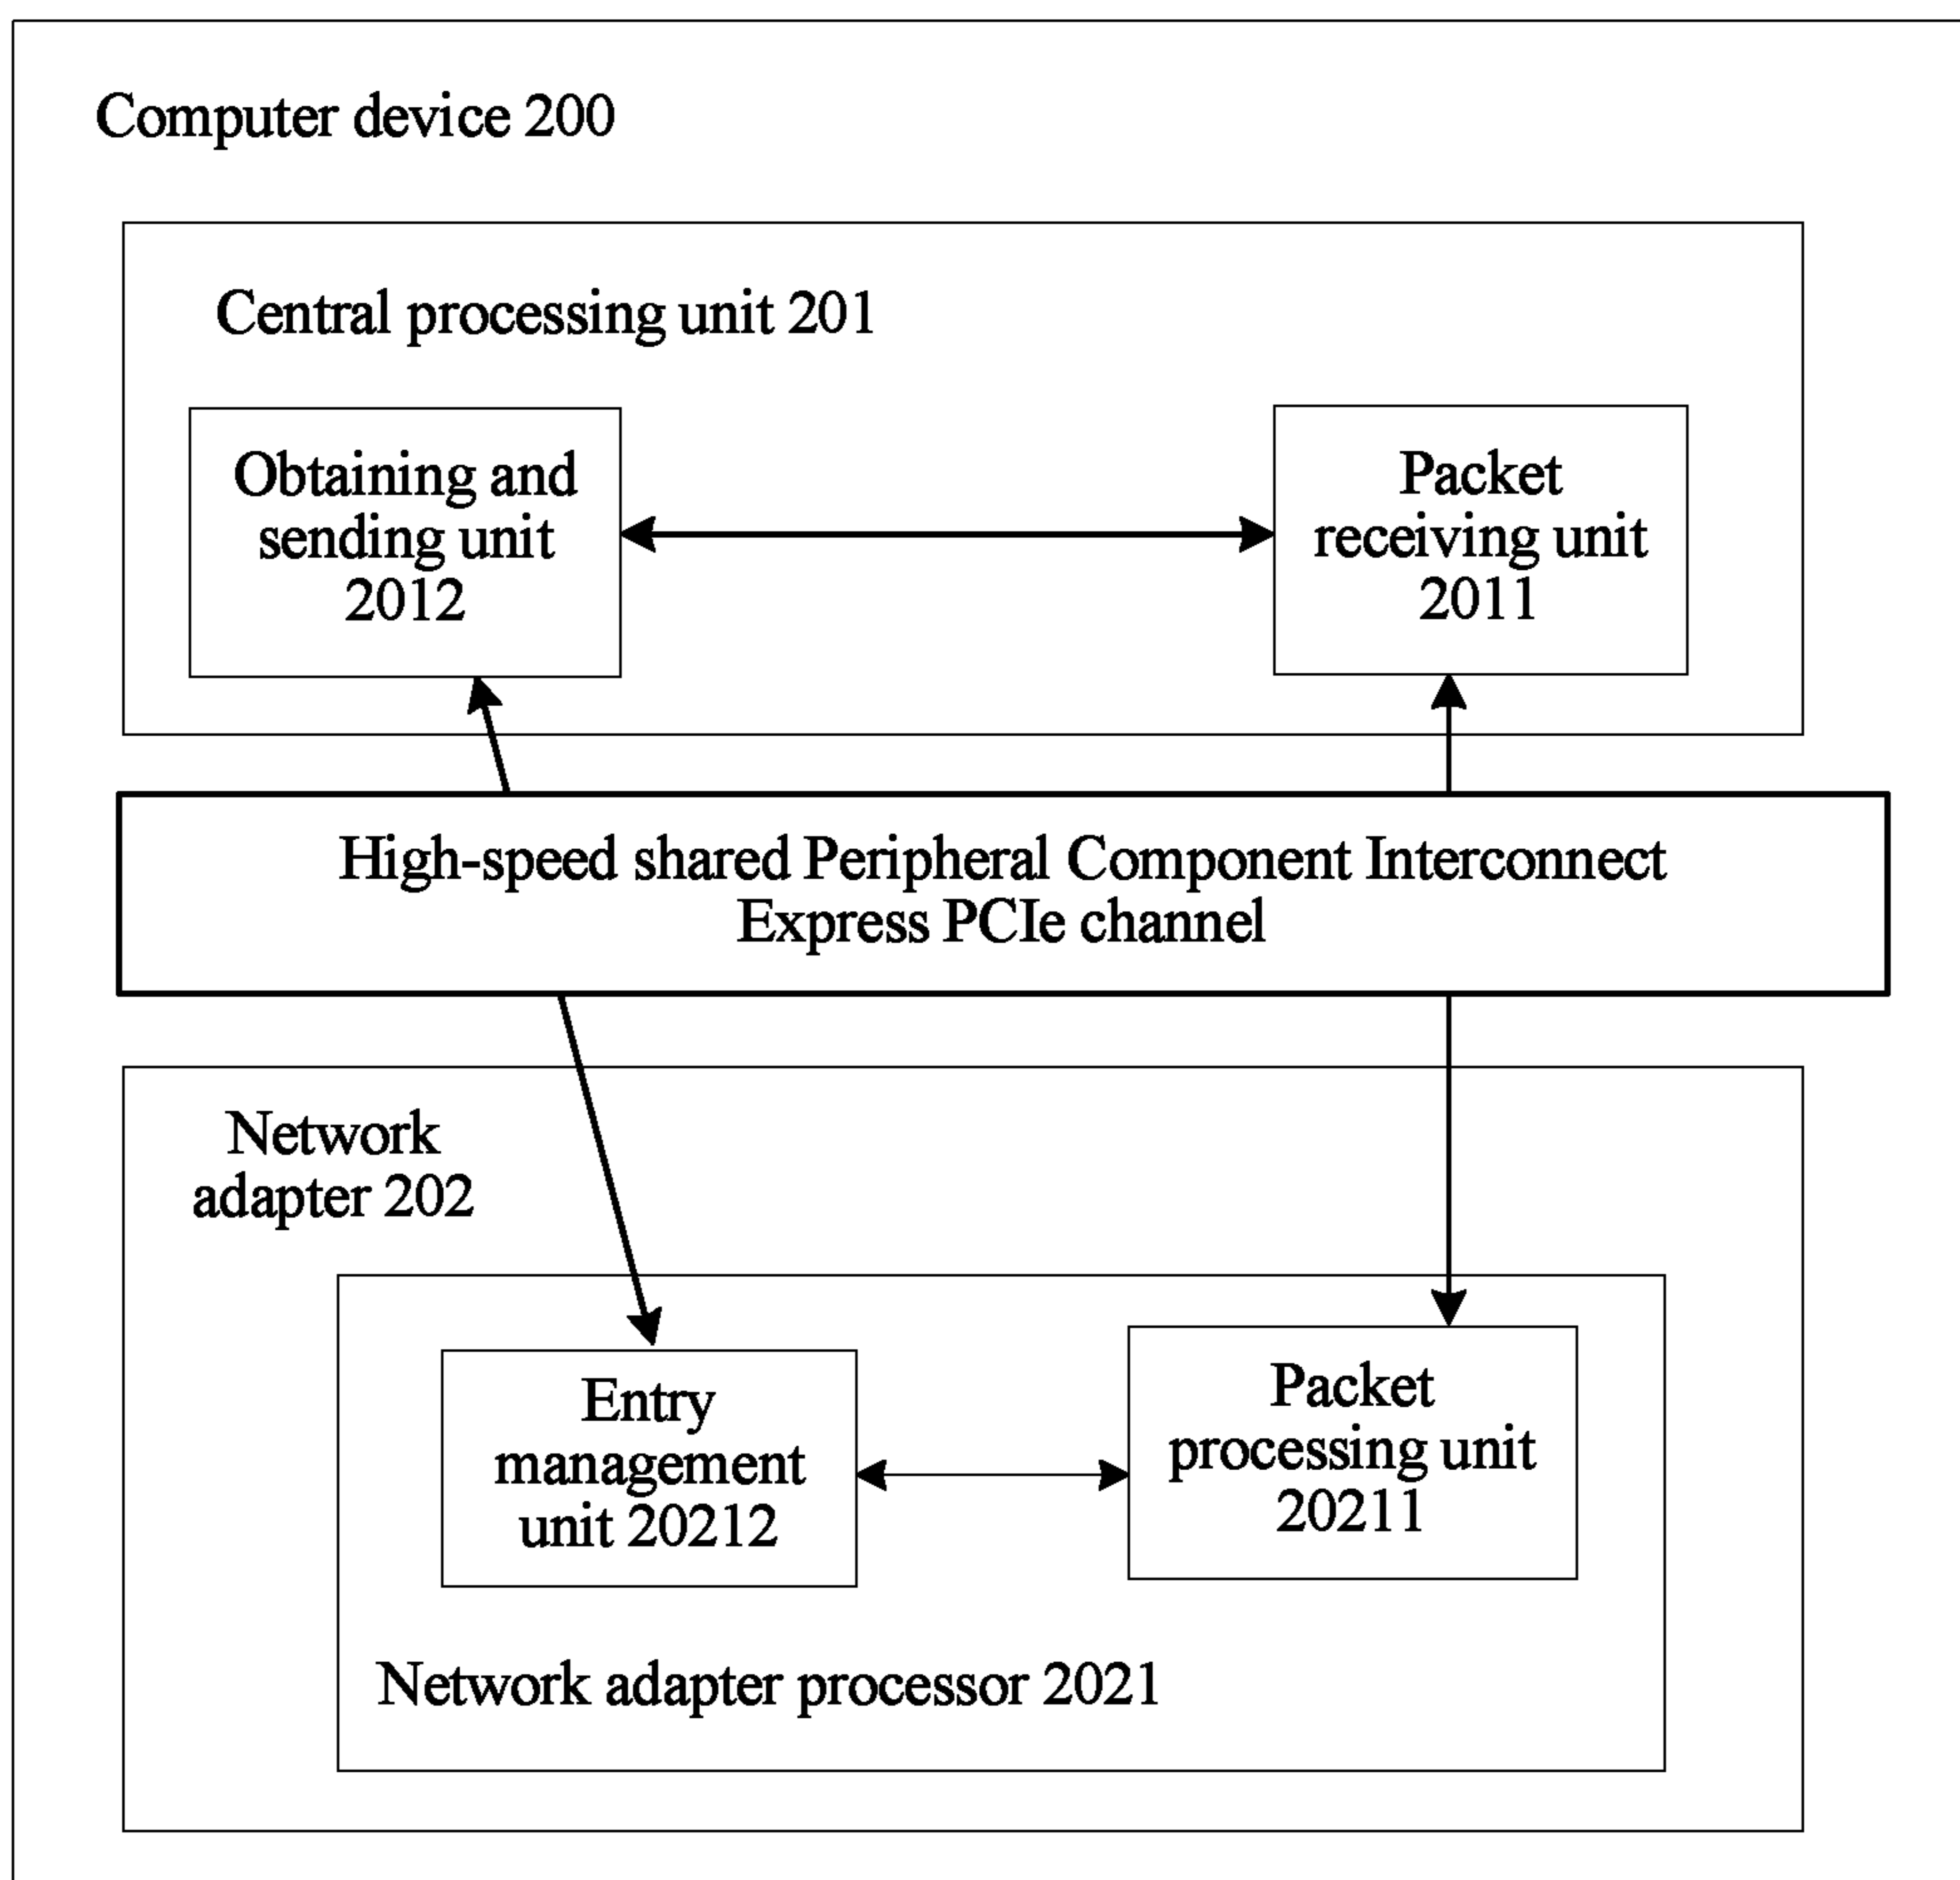 Computer device 200
Central processing unit 201
Obtaining and
sending unit
2012
Packet
receiving unit
2011
High-speed shared Peripheral Component Interconnect
Express PCIe channel
Network
adapter 202
Entry
management
unit 20212
Packet
processing unit
20211
Network adapter processor 2021